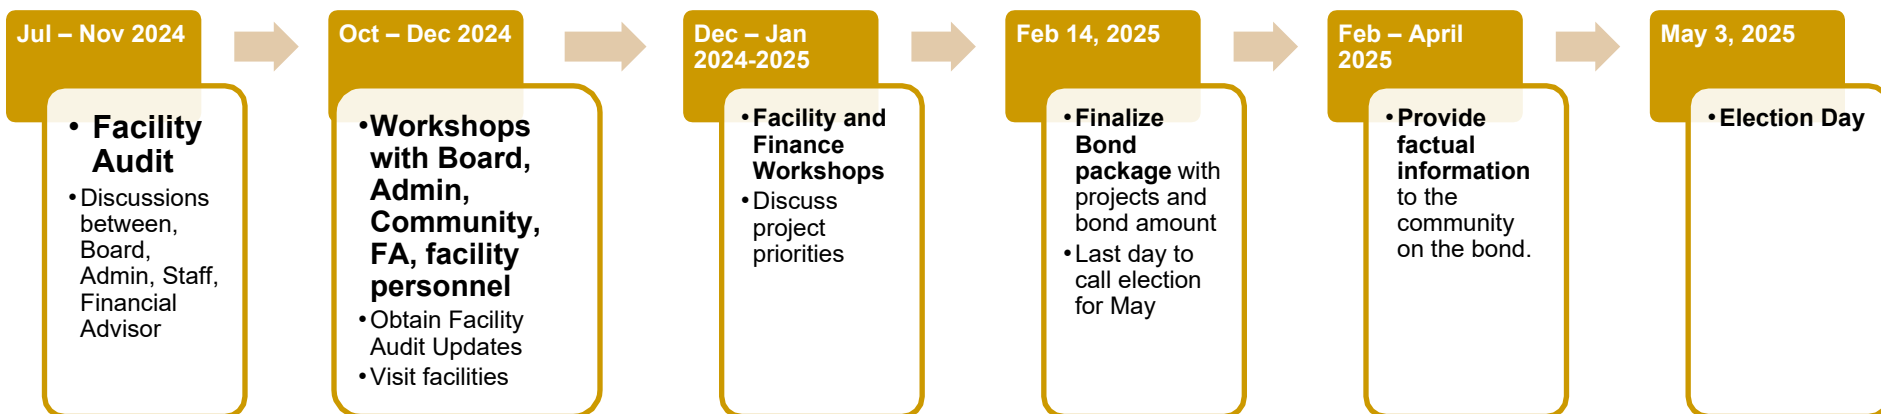 Jul – Nov 2024
• Facility
Audit
• Discussions
between,
Board,
Admin, Staff,
Financial
Advisor
Oct – Dec 2024
• Workshops
with Board,
Admin,
Community,
FA, facility
personnel
• Obtain Facility
Audit Updates
• Visit facilities
Dec – Jan
2024-2025
• Facility and
Finance
Workshops
• Discuss
project
priorities
Feb 14, 2025
• Finalize
Bond
package with
projects and
bond amount
• Last day to
call election
for May
Feb – April
2025
• Provide
factual
information
to the
community
on the bond.
May 3, 2025
• Election Day